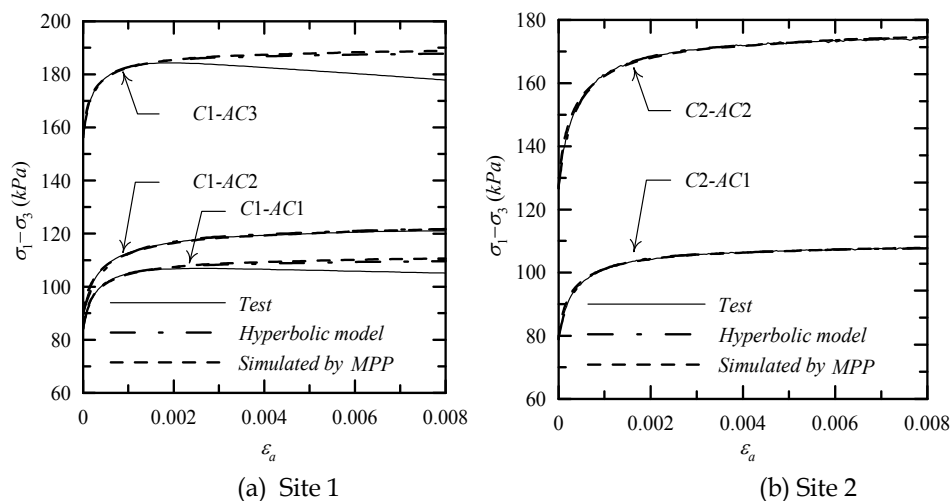 200
180
160
140
120
100
80
60
σ1−σ3 (kPa)
C1-AC3
C1-AC2
C1-AC1
Test
Hyperbolic model
Simulated by MPP
0 0.002 0.004 0.006 0.008
εa
(a) Site 1
180
160
140
120
100
80
60
σ1−σ3 (kPa)
C2-AC2
C2-AC1
Test
Hyperbolic model
Simulated by MPP
0 0.002 0.004 0.006 0.008
εa
(b) Site 2